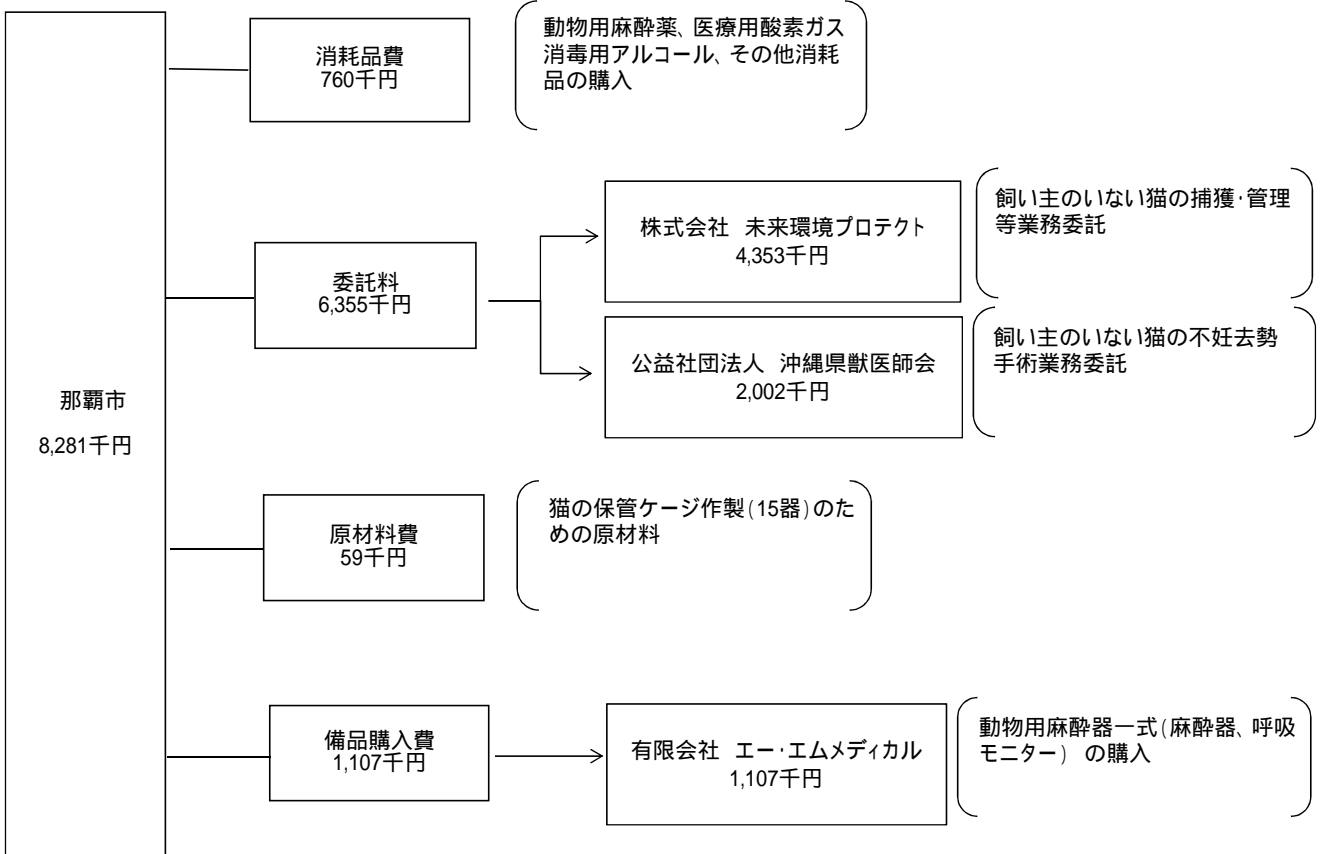 那覇市
8,281千円
消耗品費
760千円
動物用麻酔薬、医療用酸素ガス
消毒用アルコール、その他消耗
品の購入
委託料
6,355千円
株式会社 未来環境プロテクト
4,353千円
飼い主のいない猫の捕獲・管理
等業務委託
公益社団法人 沖縄県獣医師会
2,002千円
飼い主のいない猫の不妊去勢
手術業務委託
原材料費
59千円
猫の保管ケージ作製(15器)のた
めの原材料
備品購入費
1,107千円
有限会社 エー・エムメディカル
1,107千円
動物用麻酔器一式(麻酔器、呼吸
モニター) の購入